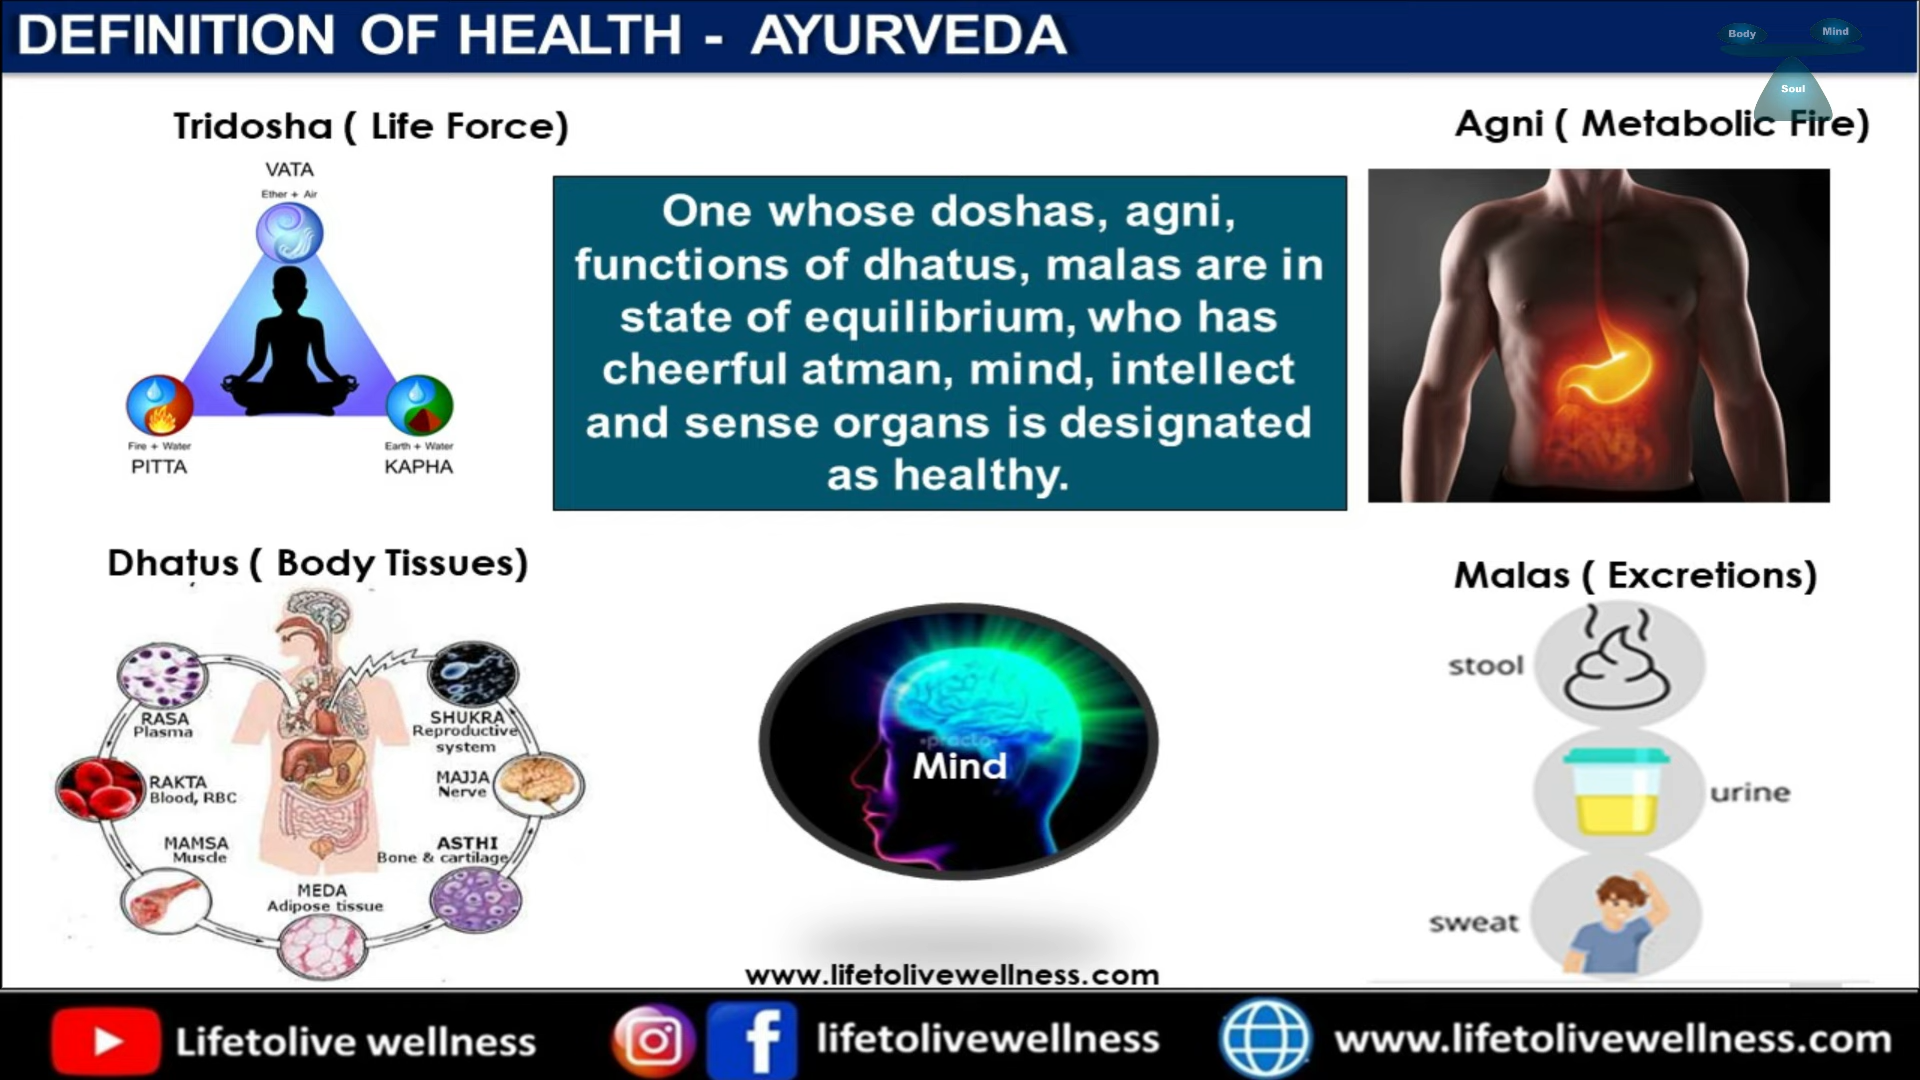 DEFINITION OF HEALTH - AYURVEDA
Body
Mind
Soul
Tridosha ( Life Force)
VATA
Ether + Air
Fire + Water
PITTA
Earth + Water
KAPHA
One whose doshas, agni,
functions of dhatus, malas are in
state of equilibrium, who has
cheerful atman, mind, intellect
and sense organs is designated
as healthy.
Agni ( Metabolic Fire)
Dhatus ( Body Tissues)
RASA
Plasma
SHUKRA
Reproductive
system
RAKTA
Blood, RBC
MAJJA
Nerve
MAMSA
Muscle
ASTHI
Bone & cartilage
MEDA
Adipose tissue
•practo•
Mind
Malas ( Excretions)
stool
urine
sweat
www.lifetolivewellness.com
Lifetolive wellness
lifetolivewellness
www.lifetolivewellness.com